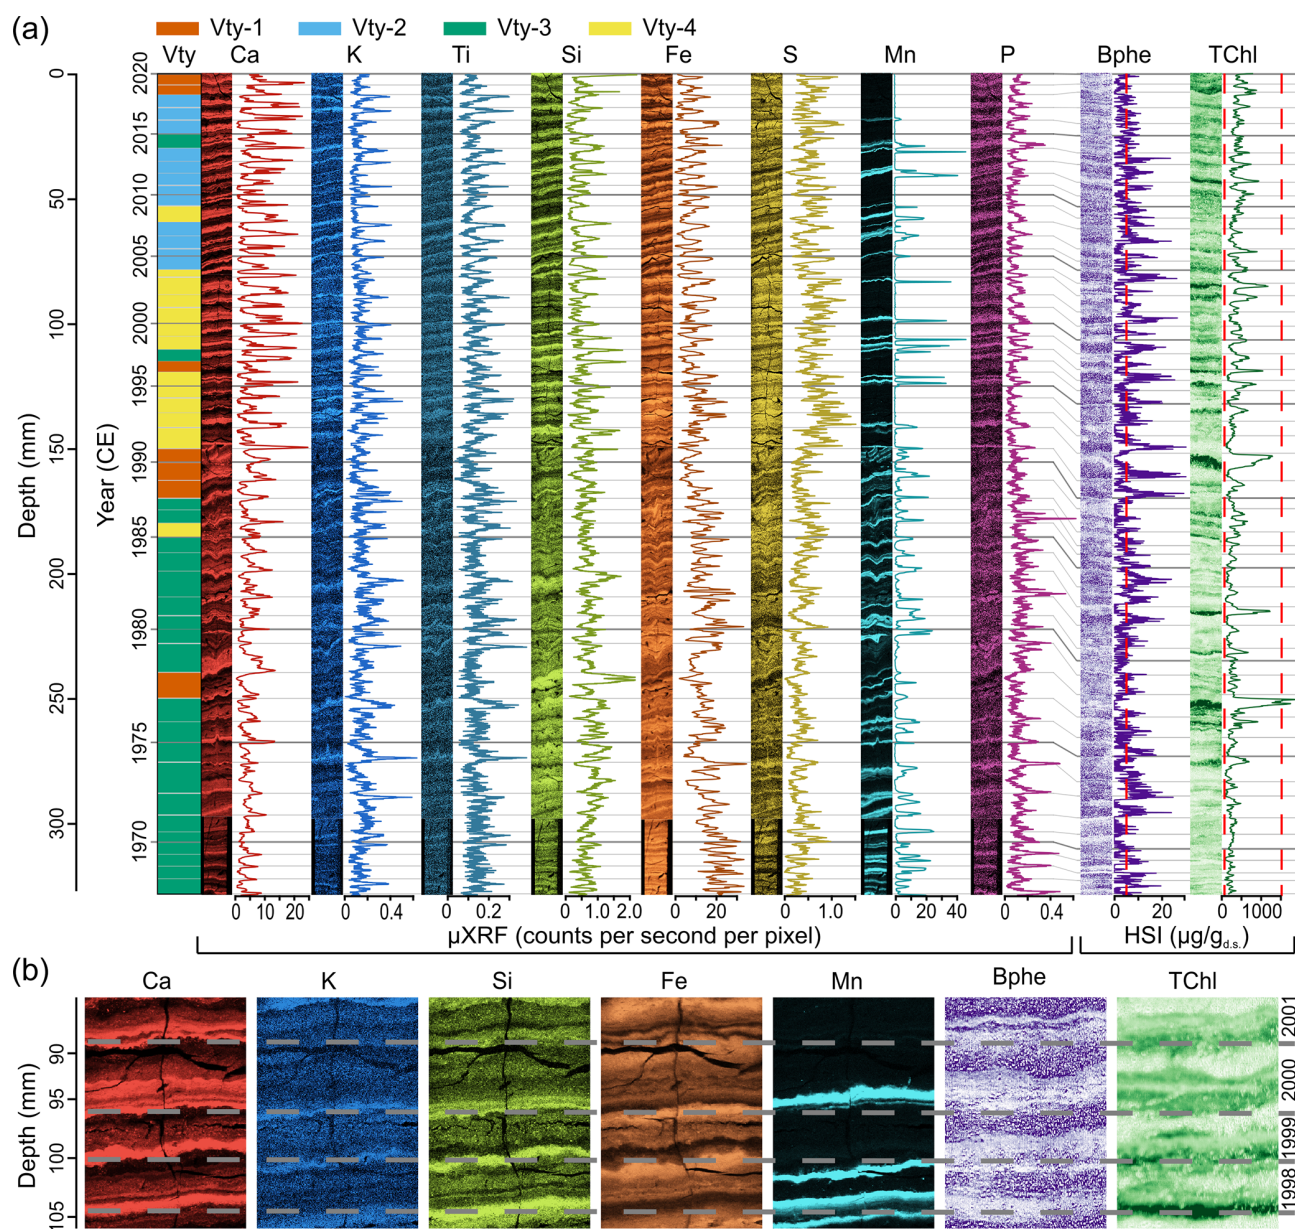 (a)
Vty-1 Vty-2 Vty-3 Vty-4
Vty Ca K Ti Si Fe S Mn P Bphe TChl
Depth (mm)
0
50
100
150
200
250
300
Year (CE)
2020
2015
2010
2005
2000
1995
1990
1985
1980
1975
1970
0 10 20 0 0.4 0 0.2 0 1.0 2.0 0 20 0 1.0 0 20 40 0 0.4 0 20 0 1000
µXRF (counts per second per pixel) HSI (µg/g d.s.)
(b)
Ca K Si Fe Mn Bphe TChl
Depth (mm)
90
95
100
105
2001
2000
1999
1998